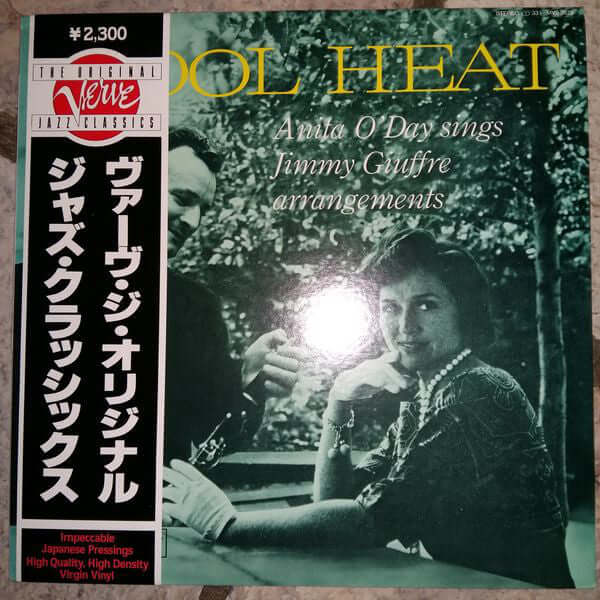 ¥2,300
THE ORIGINAL
Verve
JAZZ CLASSICS
ヴァーヴ・ジ・オリジナル
ジャズ・クラッシックス
Impeccable
Japanese Pressings
High Quality, High Density
Virgin Vinyl
OOL HEAT
Anita O'Day sings
Jimmy Giuffre
arrangements